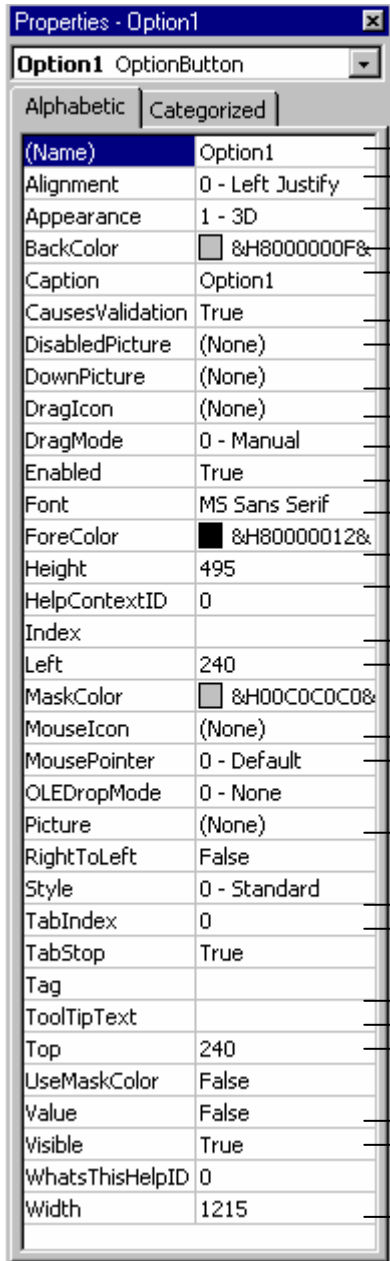 Properties - Option1
Option1 OptionButton
Alphabetic Categorized
(Name) Option1
Alignment 0 - Left Justify
Appearance 1 - 3D
BackColor &H8000000F&
Caption Option1
CausesValidation True
DisabledPicture (None)
DownPicture (None)
DragIcon (None)
DragMode 0 - Manual
Enabled True
Font MS Sans Serif
ForeColor &H80000012&
Height 495
HelpContextID 0
Index
Left 240
MaskColor &H00C0C0C0&
MouseIcon (None)
MousePointer 0 - Default
OLEDropMode 0 - None
Picture (None)
RightToLeft False
Style 0 - Standard
TabIndex 0
TabStop True
Tag
ToolTipText
Top 240
UseMaskColor False
Value False
Visible True
WhatsThisHelpID 0
Width 1215